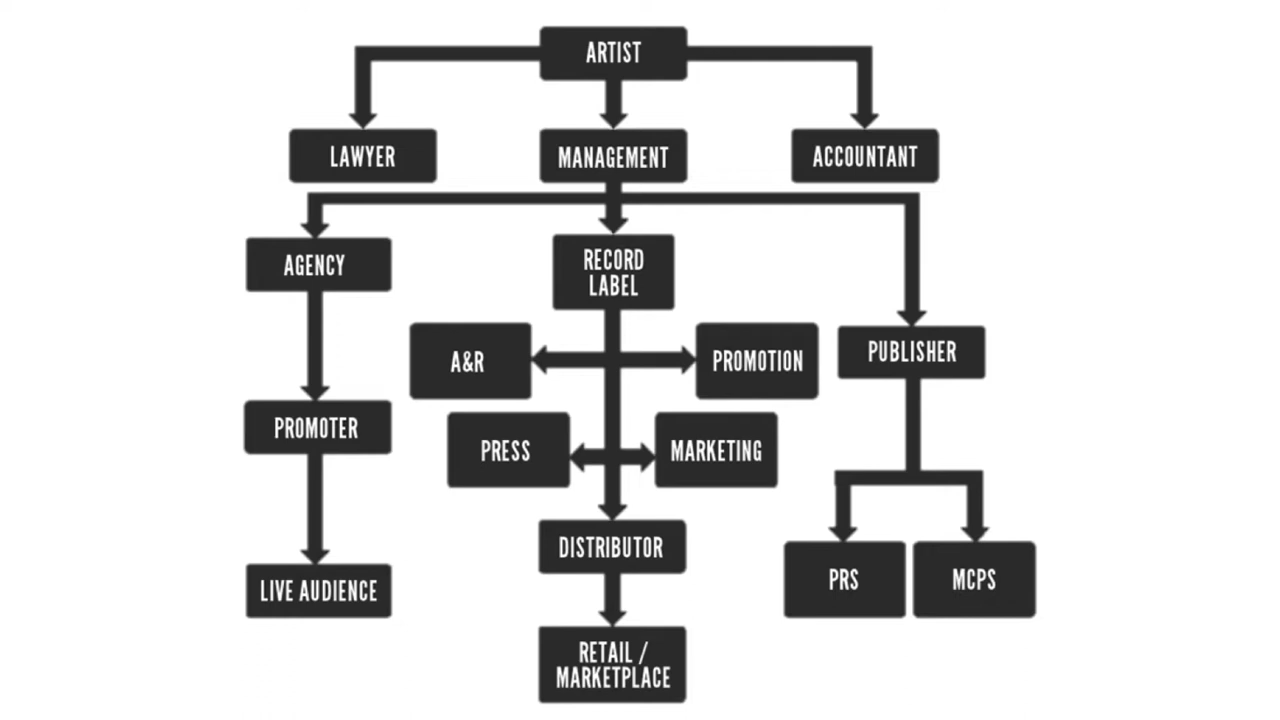 ARTIST
LAWYER
MANAGEMENT
ACCOUNTANT
AGENCY
RECORD
LABEL
A&R
PROMOTION
PUBLISHER
PROMOTER
PRESS
MARKETING
DISTRIBUTOR
LIVE AUDIENCE
PRS
MCPS
RETAIL /
MARKETPLACE